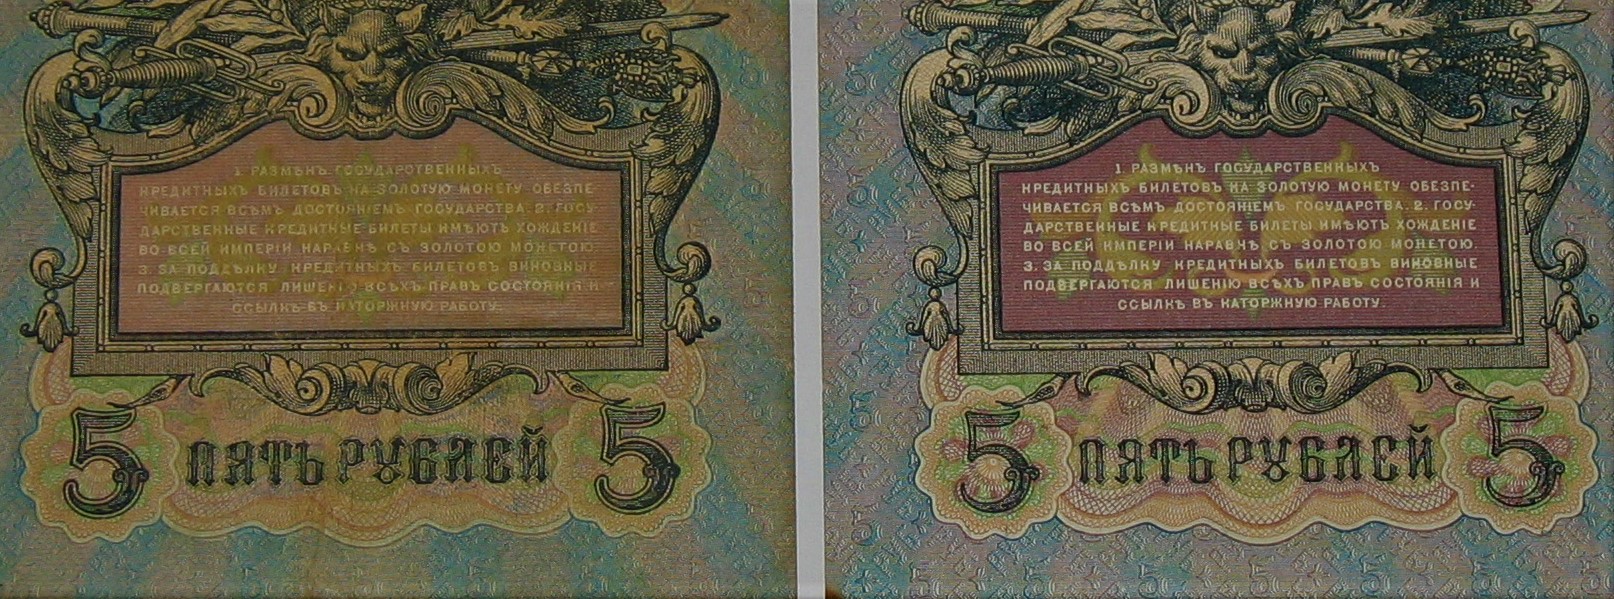 1. РАЗМѢНЪ ГОСУДАРСТВЕННЫХЪ
КРЕДИТНЫХЪ БИЛЕТОВЪ НА ЗОЛОТУЮ МОНЕТУ ОБЕЗПЕ-
ЧИВАЕТСЯ ВСѢМЪ ДОСТОЯНІЕМЪ ГОСУДАРСТВА. 2. ГОСУ-
ДАРСТВЕННЫЕ КРЕДИТНЫЕ БИЛЕТЫ ИМѢЮТЪ ХОЖДЕНІЕ
ВО ВСЕЙ ИМПЕРІИ НАРАВНѢ СЪ ЗОЛОТОЮ МОНЕТОЮ.
3. ЗА ПОДДѢЛКУ КРЕДИТНЫХЪ БИЛЕТОВЪ ВИНОВНЫЕ
ПОДВЕРГАЮТСЯ ЛИШЕНІЮ ВСѢХЪ ПРАВЪ СОСТОЯНІЯ И
ССЫЛКѢ ВЪ КАТОРЖНУЮ РАБОТУ.
5 ПЯТЬ РУБЛЕЙ 5
1. РАЗМѢНЪ ГОСУДАРСТВЕННЫХЪ
КРЕДИТНЫХЪ БИЛЕТОВЪ НА ЗОЛОТУЮ МОНЕТУ ОБЕЗПЕ-
ЧИВАЕТСЯ ВСѢМЪ ДОСТОЯНІЕМЪ ГОСУДАРСТВА. 2. ГОСУ-
ДАРСТВЕННЫЕ КРЕДИТНЫЕ БИЛЕТЫ ИМѢЮТЪ ХОЖДЕНІЕ
ВО ВСЕЙ ИМПЕРІИ НАРАВНѢ СЪ ЗОЛОТОЮ МОНЕТОЮ.
3. ЗА ПОДДѢЛКУ КРЕДИТНЫХЪ БИЛЕТОВЪ ВИНОВНЫЕ
ПОДВЕРГАЮТСЯ ЛИШЕНІЮ ВСѢХЪ ПРАВЪ СОСТОЯНІЯ И
ССЫЛКѢ ВЪ КАТОРЖНУЮ РАБОТУ.
5 ПЯТЬ РУБЛЕЙ 5